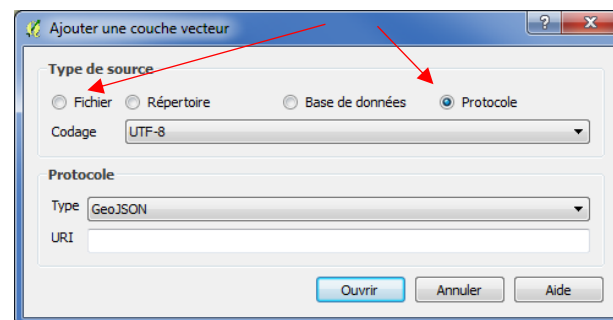 Ajouter une couche vecteur
Type de source
Fichier Répertoire Base de données Protocole
Codage UTF-8
Protocole
Type GeoJSON
URI
Ouvrir Annuler Aide